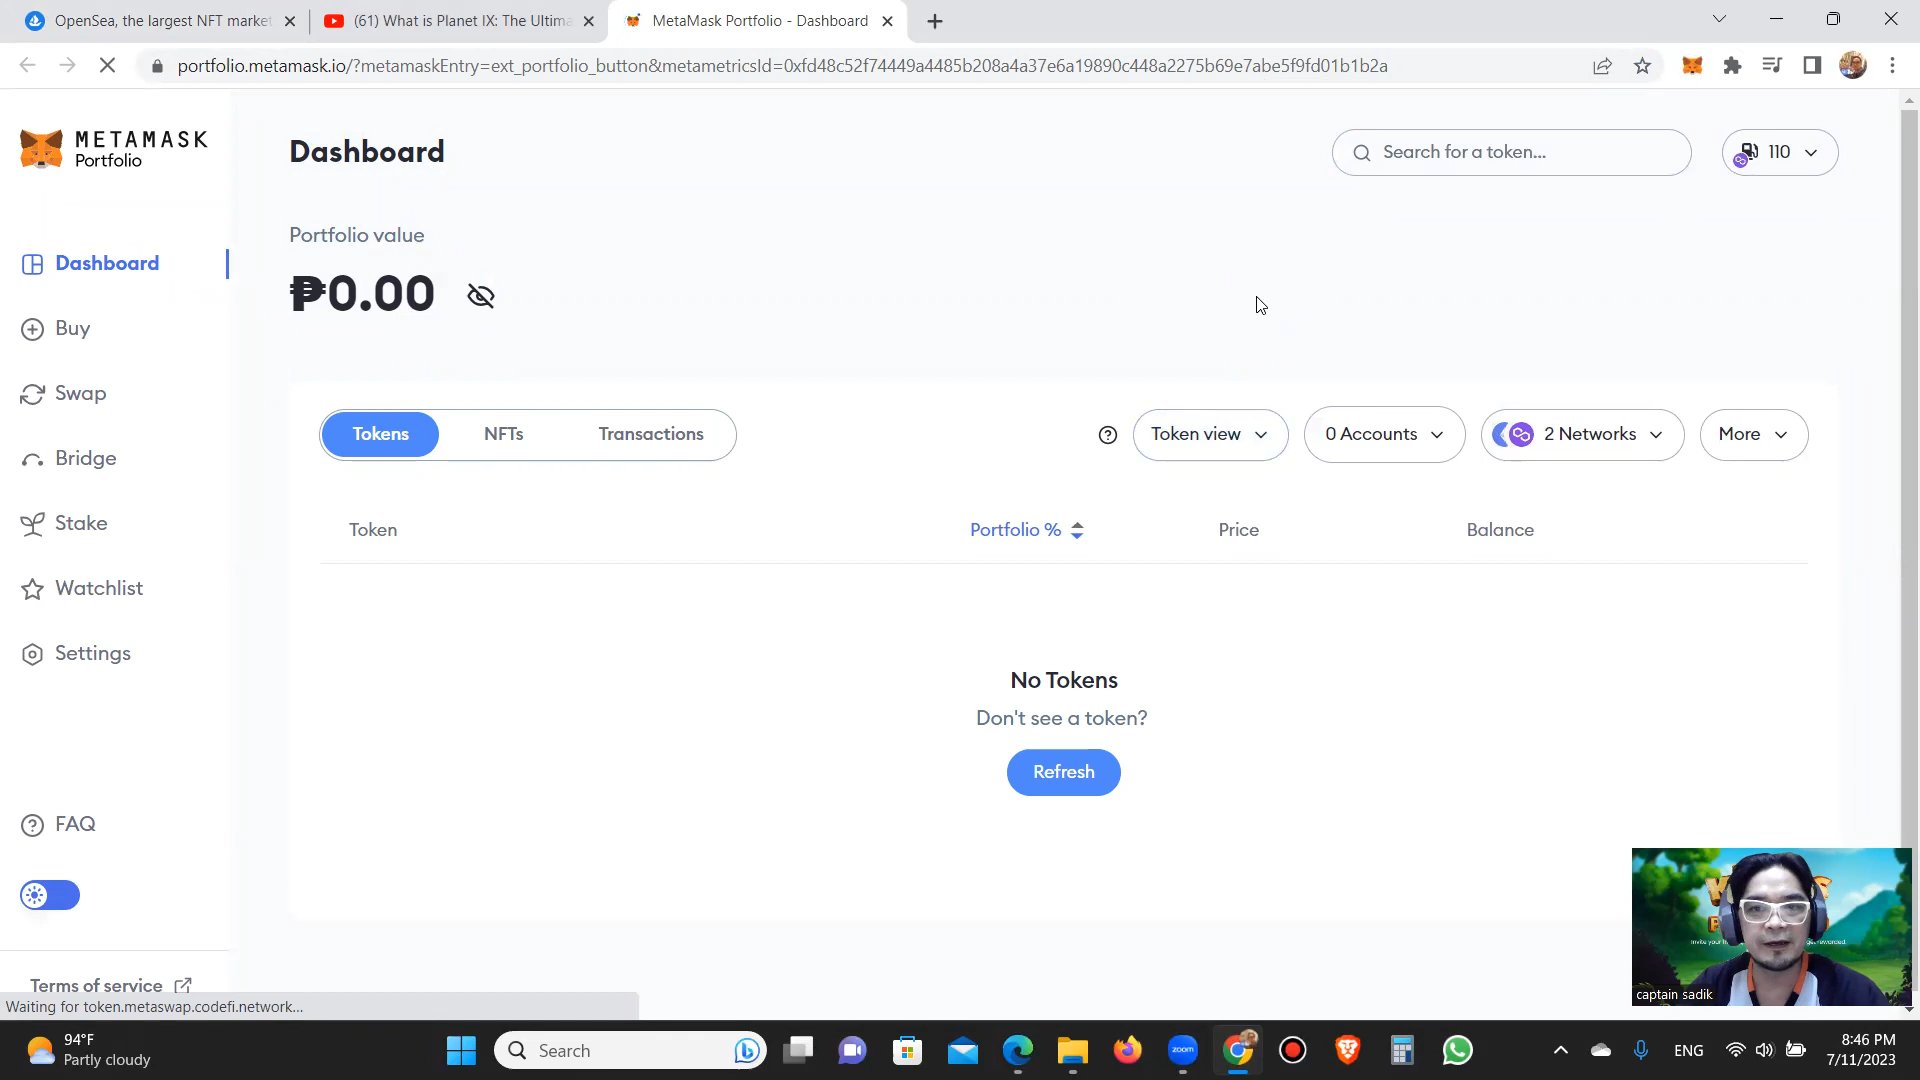 OpenSea, the largest NFT market
(61) What is Planet IX: The Ultima
MetaMask Portfolio - Dashboard
portfolio.metamask.io/?metamaskEntry=ext_portfolio_button&metametricsId=0xfd48c52f74449a4485b208a4a37e6a19890c448a2275b69e7abe5f9fd01b1b2a
METAMASK
Portfolio
Dashboard
Search for a token...
110
Portfolio value
₱0.00
Dashboard
Buy
Swap
Bridge
Stake
Watchlist
Settings
FAQ
Terms of service
Tokens NFTs Transactions
Token view
0 Accounts
2 Networks
More
Token Portfolio % Price Balance
No Tokens
Don't see a token?
Refresh
captain sadik
Waiting for token.metaswap.codefi.network...
94°F
Partly cloudy
Search
zoom
ENG
8:46 PM
7/11/2023